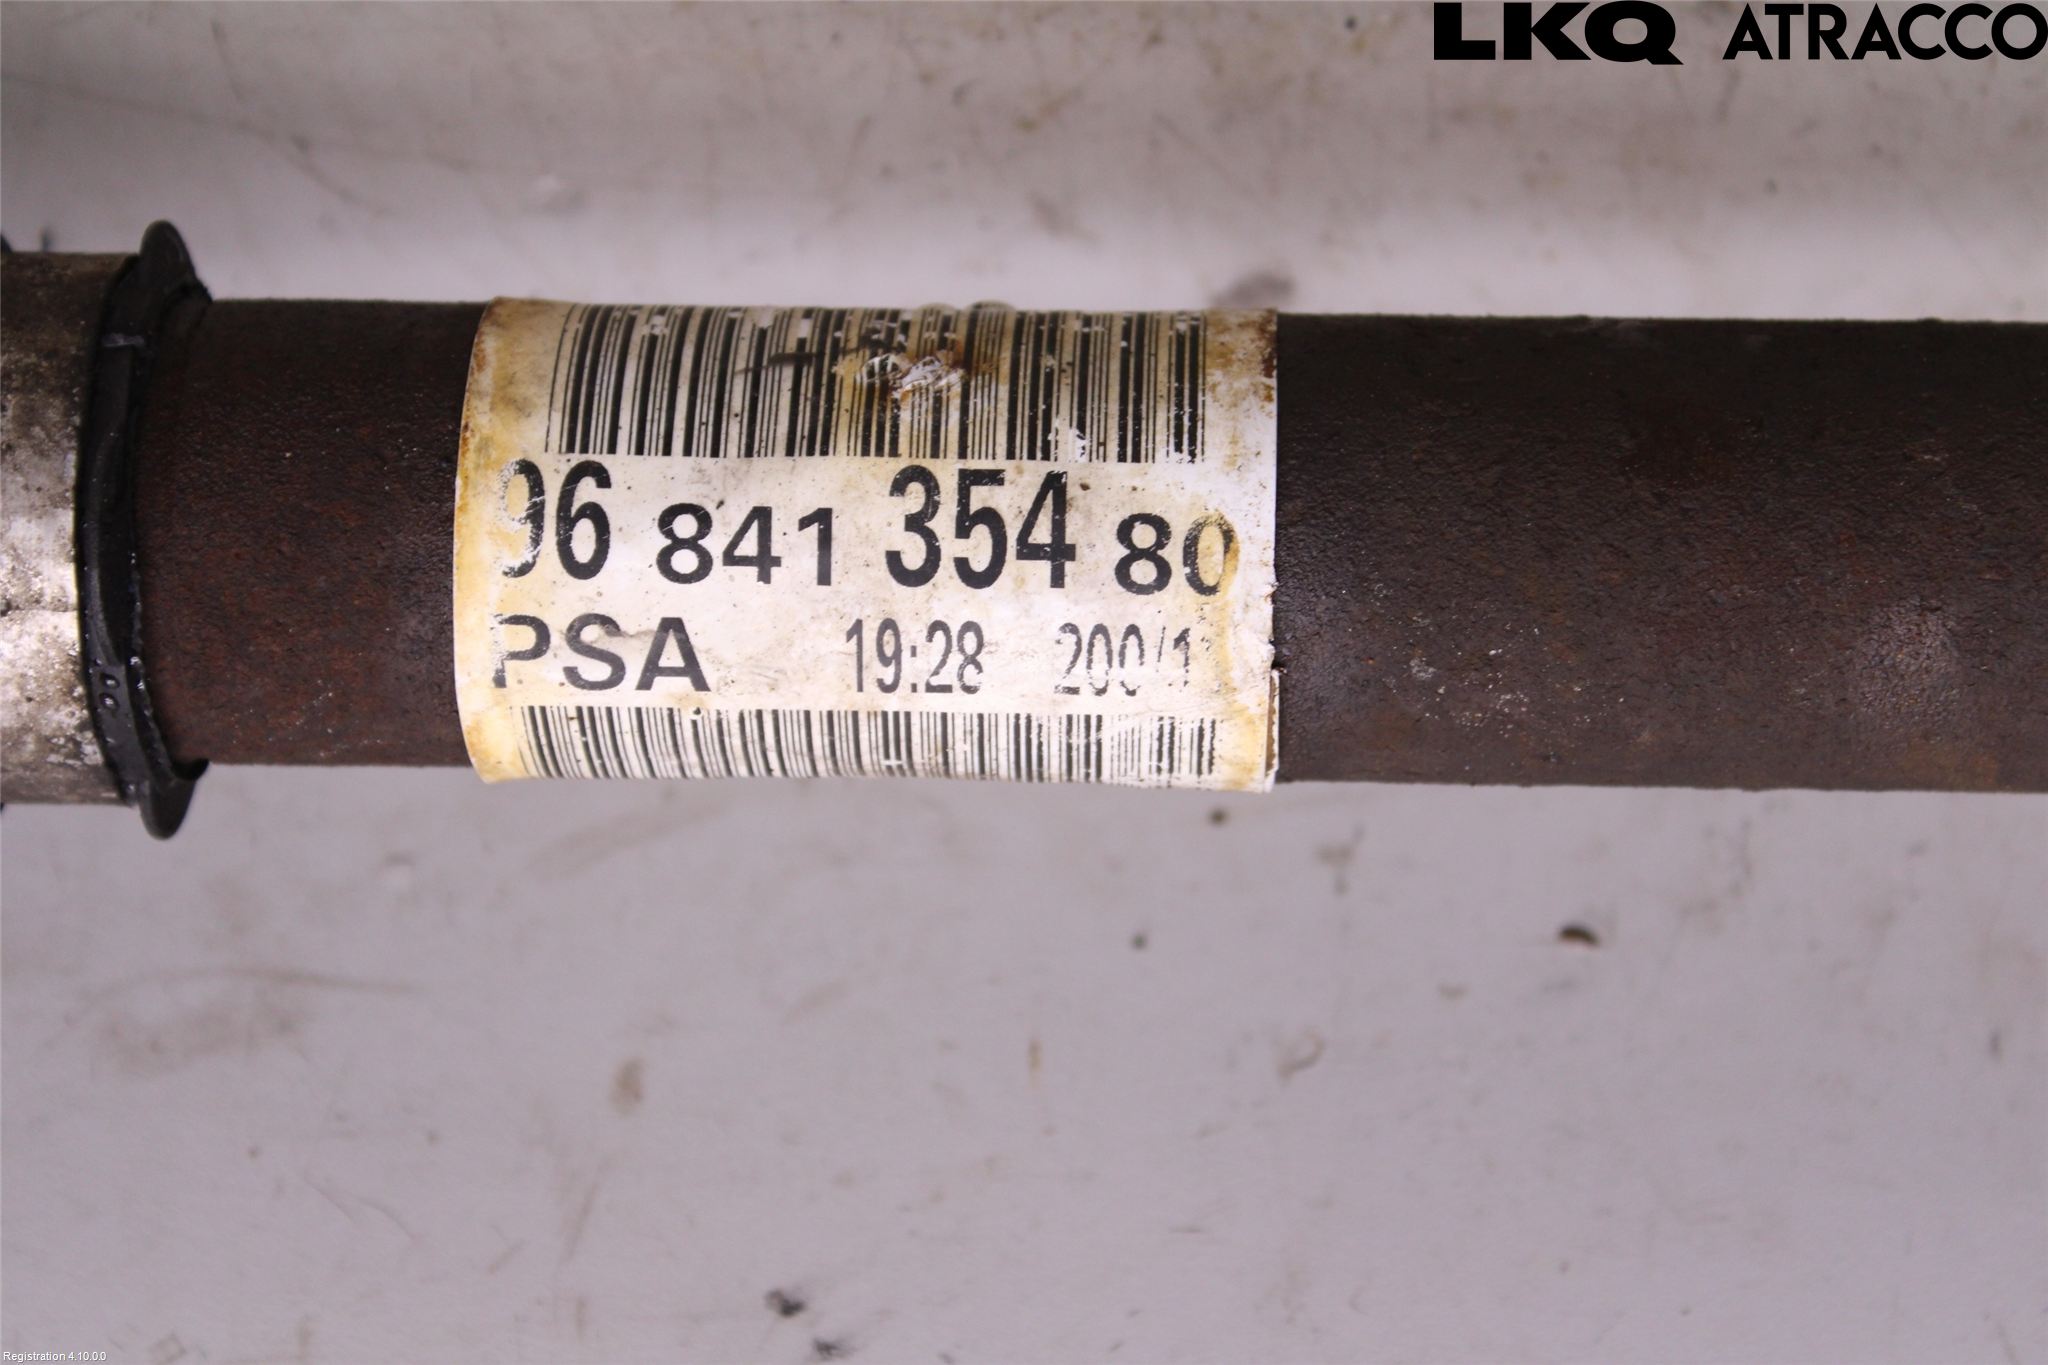 LKQ ATRACCO
96 841 354 80
PSA 19:28
Registration 4.10.0.0